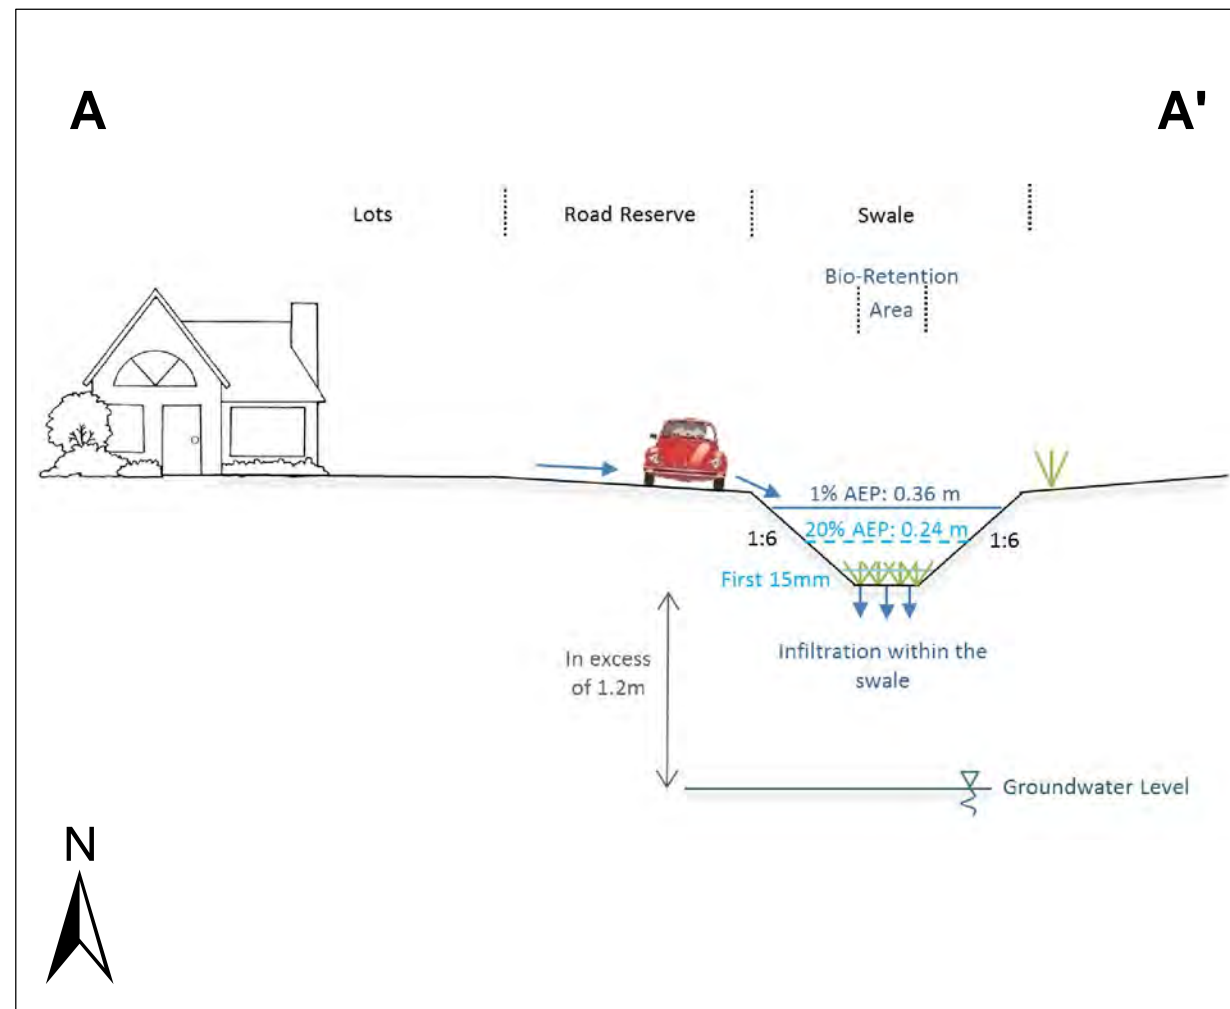 A
A'
Lots
Road Reserve
Swale
Bio-Retention
Area
1% AEP: 0.36 m
20% AEP: 0.24 m
1:6
1:6
First 15mm
In excess
of 1.2m
Infiltration within the
swale
Groundwater Level
N